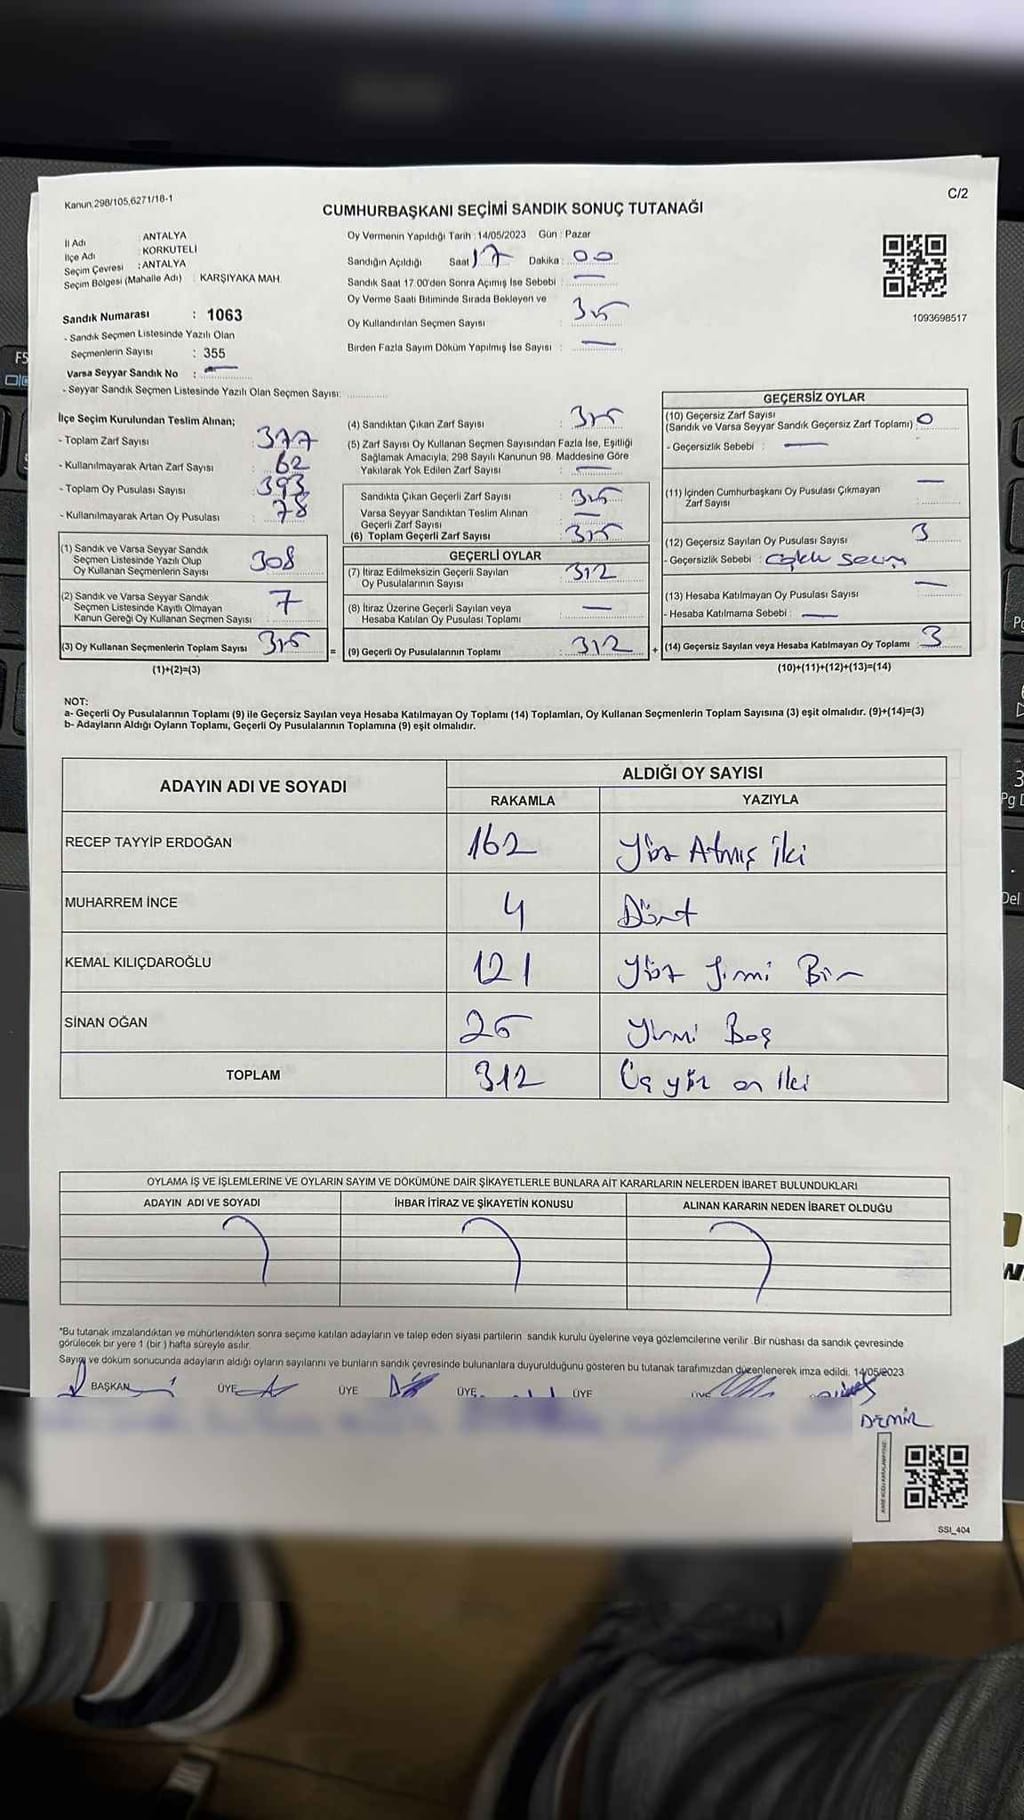 Kanun.298/105,6271/18-1
C/2
CUMHURBAŞKANI SEÇİMİ SANDIK SONUÇ TUTANAĞI
İl Adı ANTALYA
İlçe Adı KORKUTELİ
Seçim Çevresi : ANTALYA
Seçim Bölgesi (Mahalle Adı) : KARŞIYAKA MAH.
Sandık Numarası : 1063
- Sandık Seçmen Listesinde Yazılı Olan
Seçmenlerin Sayısı : 355
Varsa Seyyar Sandık No : —
- Seyyar Sandık Seçmen Listesinde Yazılı Olan Seçmen Sayısı:
Oy Vermenin Yapıldığı Tarih : 14/05/2023 Gün : Pazar
Sandığın Açıldığı Saat 17 Dakika : 00
Sandık Saat 17.00'den Sonra Açımış İse Sebebi : —
Oy Verme Saati Bitiminde Sırada Bekleyen ve
Oy Kullandırılan Seçmen Sayısı : 315
Birden Fazla Sayım Döküm Yapılmış İse Sayısı : —
1093698517
İlçe Seçim Kurulundan Teslim Alınan;
- Toplam Zarf Sayısı : 377
- Kullanılmayarak Artan Zarf Sayısı : 62
- Toplam Oy Pusulası Sayısı : 393
- Kullanılmayarak Artan Oy Pusulası : 78
(1) Sandık ve Varsa Seyyar Sandık
Seçmen Listesinde Yazılı Olup
Oy Kullanan Seçmenlerin Sayısı 308
(2) Sandık ve Varsa Seyyar Sandık
Seçmen Listesinde Kayıtlı Olmayan
Kanun Gereği Oy Kullanan Seçmen Sayısı 7
(3) Oy Kullanan Seçmenlerin Toplam Sayısı 315
(1)+(2)=(3)
(4) Sandıktan Çıkan Zarf Sayısı : 315
(5) Zarf Sayısı Oy Kullanan Seçmen Sayısından Fazla İse, Eşitliği
Sağlamak Amacıyla, 298 Sayılı Kanunun 98. Maddesine Göre
Yakılarak Yok Edilen Zarf Sayısı : —
Sandıkta Çıkan Geçerli Zarf Sayısı : 315
Varsa Seyyar Sandıktan Teslim Alınan
Geçerli Zarf Sayısı : —
(6) Toplam Geçerli Zarf Sayısı : 315
GEÇERLİ OYLAR
(7) İtiraz Edilmeksizin Geçerli Sayılan
Oy Pusulalarının Sayısı : 312
(8) İtiraz Üzerine Geçerli Sayılan veya
Hesaba Katılan Oy Pusulası Toplamı : —
= (9) Geçerli Oy Pusulalarının Toplamı : 312
GEÇERSİZ OYLAR
(10) Geçersiz Zarf Sayısı
(Sandık ve Varsa Seyyar Sandık Geçersiz Zarf Toplamı) 0
- Geçersizlik Sebebi : —
(11) İçinden Cumhurbaşkanı Oy Pusulası Çıkmayan
Zarf Sayısı —
(12) Geçersiz Sayılan Oy Pusulası Sayısı 3
- Geçersizlik Sebebi : Çoklu seçim
(13) Hesaba Katılmayan Oy Pusulası Sayısı —
- Hesaba Katılmama Sebebi : —
+ (14) Geçersiz Sayılan veya Hesaba Katılmayan Oy Toplamı 3
(10)+(11)+(12)+(13)=(14)
NOT:
a- Geçerli Oy Pusulalarının Toplamı (9) ile Geçersiz Sayılan veya Hesaba Katılmayan Oy Toplamı (14) Toplamları, Oy Kullanan Seçmenlerin Toplam Sayısına (3) eşit olmalıdır. (9)+(14)=(3)
b- Adayların Aldığı Oyların Toplamı, Geçerli Oy Pusulalarının Toplamına (9) eşit olmalıdır.
ADAYIN ADI VE SOYADI ALDIĞI OY SAYISI
RAKAMLA YAZIYLA
RECEP TAYYİP ERDOĞAN 162 Yüz Atmış İki
MUHARREM İNCE 4 Dört
KEMAL KILIÇDAROĞLU 121 Yüz Yirmi Bir
SİNAN OĞAN 25 Yirmi Beş
TOPLAM 312 Üç yüz on İki
OYLAMA İŞ VE İŞLEMLERINE VE OYLARIN SAYIM VE DÖKÜMÜNE DAİR ŞİKAYETLERLE BUNLARA AİT KARARLARIN NELERDEN İBARET BULUNDUKLARI
ADAYIN ADI VE SOYADI İHBAR İTİRAZ VE ŞİKAYETİN KONUSU ALINAN KARARIN NEDEN İBARET OLDUĞU
*Bu tutanak imzalandıktan ve mühürlendikten sonra seçime katılan adayların ve talep eden siyasi partilerin sandık kurulu üyelerine veya gözlemcilerine verilir. Bir nüshası da sandık çevresinde
görülecek bir yere 1 (bir) hafta süreyle asılır.
Sayım ve döküm sonucunda adayların aldığı oyların sayılarını ve bunların sandık çevresinde bulunanlara duyurulduğunu gösteren bu tutanak tarafımızdan düzenlenerek imza edildi. 14/05/2023
BAŞKAN ÜYE ÜYE ÜYE ÜYE
DEMİR
SSI_404